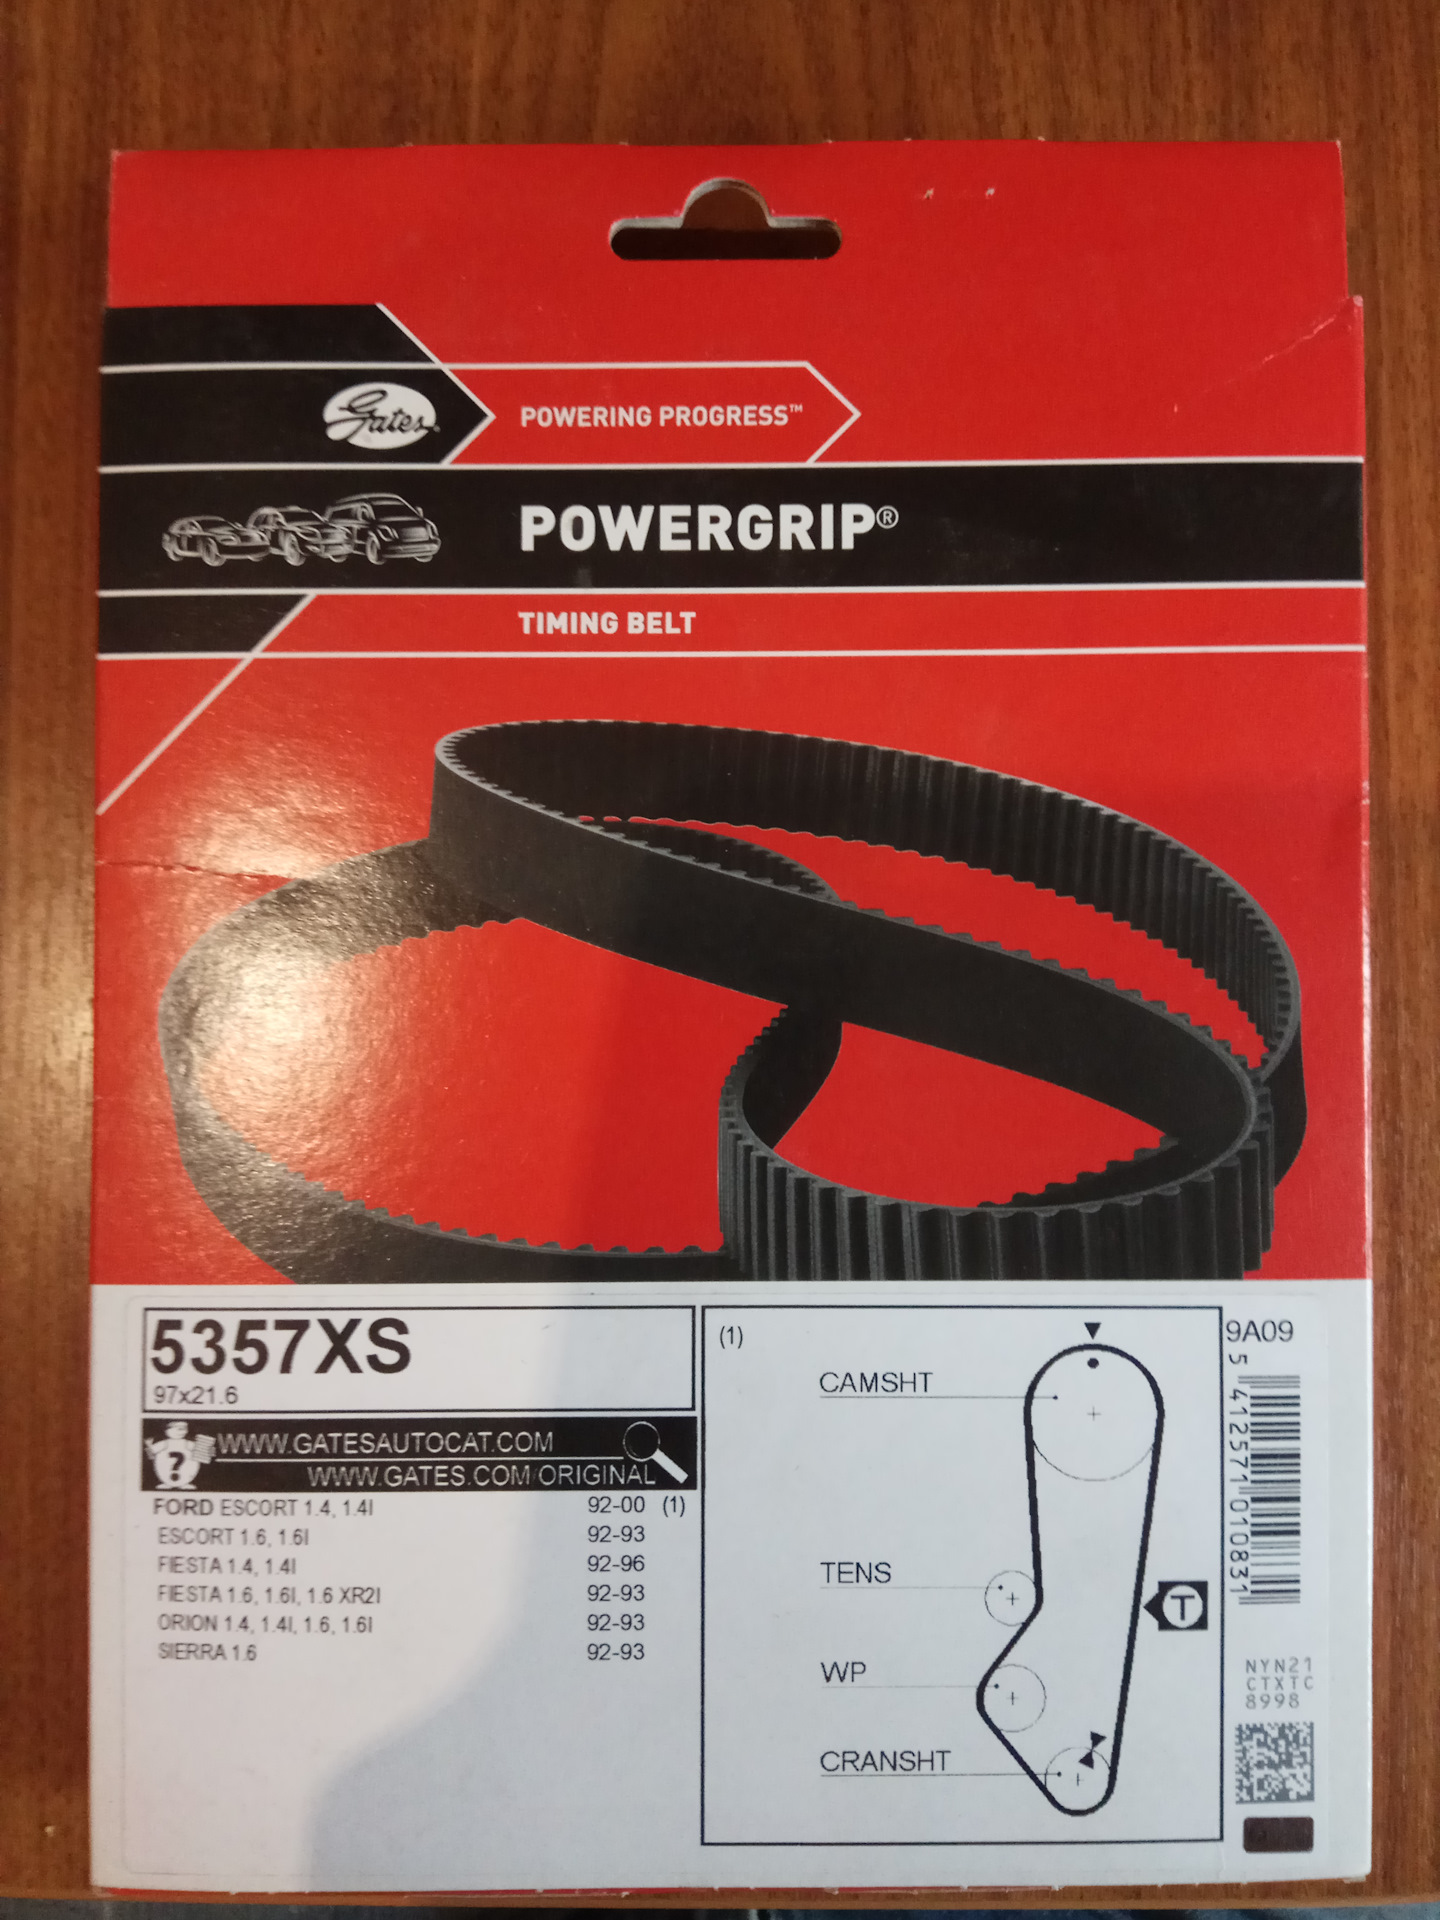 Gates
POWERING PROGRESS™
POWERGRIP®
TIMING BELT
5357XS
97x21.6
?
WWW.GATESAUTOCAT.COM
WWW.GATES.COM/ORIGINAL
FORD ESCORT 1.4, 1.4I 92-00 (1)
ESCORT 1.6, 1.6I 92-93
FIESTA 1.4, 1.4I 92-96
FIESTA 1.6, 1.6I, 1.6 XR2I 92-93
ORION 1.4, 1.4I, 1.6, 1.6I 92-93
SIERRA 1.6 92-93
(1)
CAMSHT
TENS
WP
CRANSHT
T
9A09
5 412571 010831
NYN21
CTXTC
8998